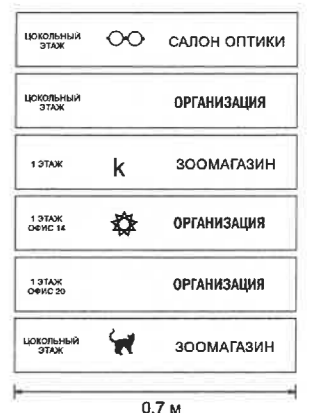 ЦОКОЛЬНЫЙ
ЭТАЖ
САЛОН ОПТИКИ
ЦОКОЛЬНЫЙ
ЭТАЖ
ОРГАНИЗАЦИЯ
1 ЭТАЖ
k
ЗООМАГАЗИН
1 ЭТАЖ
ОФИС 14
ОРГАНИЗАЦИЯ
1 ЭТАЖ
ОФИС 20
ОРГАНИЗАЦИЯ
ЦОКОЛЬНЫЙ
ЭТАЖ
ЗООМАГАЗИН
0,7 м